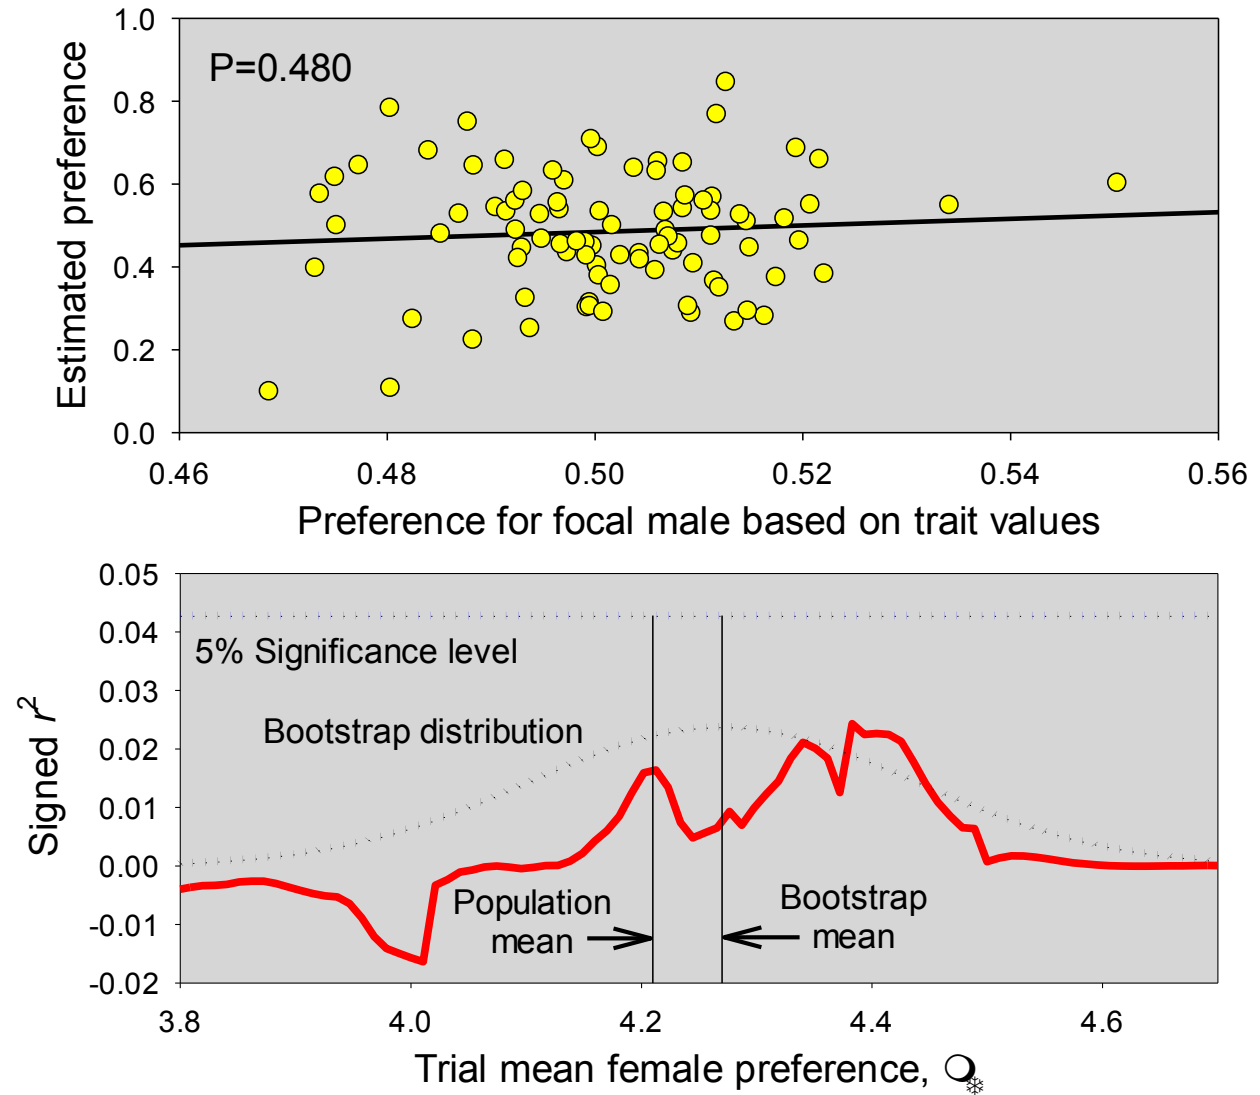 1.0
0.8
0.6
0.4
0.2
0.0
Estimated preference
P=0.480
0.46 0.48 0.50 0.52 0.54 0.56
Preference for focal male based on trait values
0.05
0.04
0.03
0.02
0.01
0.00
-0.01
-0.02
Signed r²
5% Significance level
Bootstrap distribution
Population
mean
Bootstrap
mean
3.8 4.0 4.2 4.4 4.6
Trial mean female preference, ❍❄